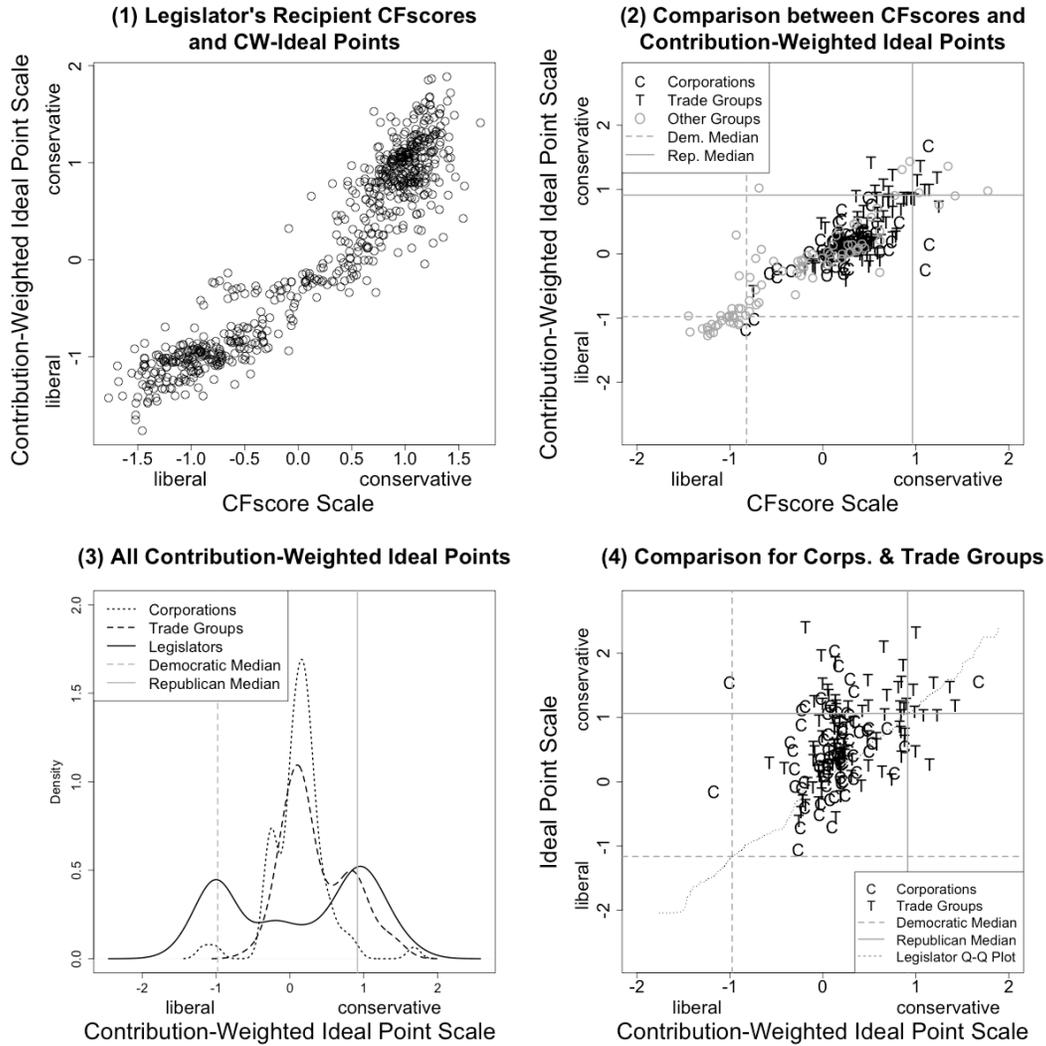 (1) Legislator's Recipient CFscores
and CW-Ideal Points
Contribution-Weighted Ideal Point Scale
liberal
conservative
2
1
0
-1
-1.5 -1.0 -0.5 0.0 0.5 1.0 1.5
liberal conservative
CFscore Scale
(2) Comparison between CFscores and
Contribution-Weighted Ideal Points
Contribution-Weighted Ideal Point Scale
liberal
conservative
2
1
0
-1
-2
C Corporations
T Trade Groups
Other Groups
Dem. Median
Rep. Median
-2 -1 0 1 2
liberal conservative
CFscore Scale
(3) All Contribution-Weighted Ideal Points
Density
2.0
1.5
1.0
0.5
0.0
Corporations
Trade Groups
Legislators
Democratic Median
Republican Median
-2 -1 0 1 2
liberal conservative
Contribution-Weighted Ideal Point Scale
(4) Comparison for Corps. & Trade Groups
Ideal Point Scale
liberal
conservative
2
1
0
-1
-2
C Corporations
T Trade Groups
Democratic Median
Republican Median
Legislator Q-Q Plot
-2 -1 0 1 2
liberal conservative
Contribution-Weighted Ideal Point Scale